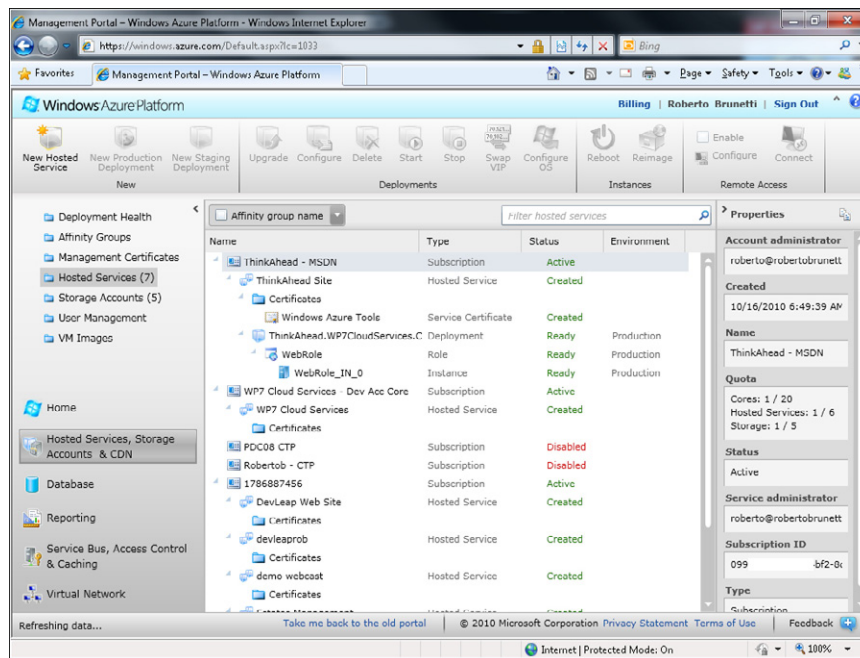 Management Portal – Windows Azure Platform - Windows Internet Explorer
https://windows.azure.com/Default.aspx?lc=1033
Bing
Favorites
Management Portal – Windows Azure Platform
Page
Safety
Tools
Windows Azure Platform
Billing | Roberto Brunetti | Sign Out
New Hosted Service
New Production Deployment
New Staging Deployment
Upgrade
Configure
Delete
Start
Stop
Swap VIP
Configure OS
Reboot
Reimage
Enable
Configure
Connect
New
Deployments
Instances
Remote Access
Deployment Health
Affinity Groups
Management Certificates
Hosted Services (7)
Storage Accounts (5)
User Management
VM Images
Home
Hosted Services, Storage
Accounts & CDN
Database
Reporting
Service Bus, Access Control
& Caching
Virtual Network
Affinity group name
Filter hosted services
Name Type Status Environment
ThinkAhead - MSDN Subscription Active
ThinkAhead Site Hosted Service Created
Certificates
Windows Azure Tools Service Certificate Created
ThinkAhead.WP7CloudServices.C Deployment Ready Production
WebRole Role Ready Production
WebRole_IN_0 Instance Ready Production
WP7 Cloud Services - Dev Acc Core Subscription Active
WP7 Cloud Services Hosted Service Created
Certificates
PDC08 CTP Subscription Disabled
Robertob - CTP Subscription Disabled
1786887456 Subscription Active
DevLeap Web Site Hosted Service Created
Certificates
devleaprob Hosted Service Created
Certificates
demo webcast Hosted Service Created
Certificates
Properties
Account administrator
roberto@robertobrunett
Created
10/16/2010 6:49:39 AM
Name
ThinkAhead - MSDN
Quota
Cores: 1 / 20
Hosted Services: 1 / 6
Storage: 1 / 5
Status
Active
Service administrator
roberto@robertobrunett
Subscription ID
099 -bf2-8c
Type
Subscription
Refreshing data...
Take me back to the old portal
© 2010 Microsoft Corporation Privacy Statement Terms of Use
Feedback
Internet | Protected Mode: On
100%